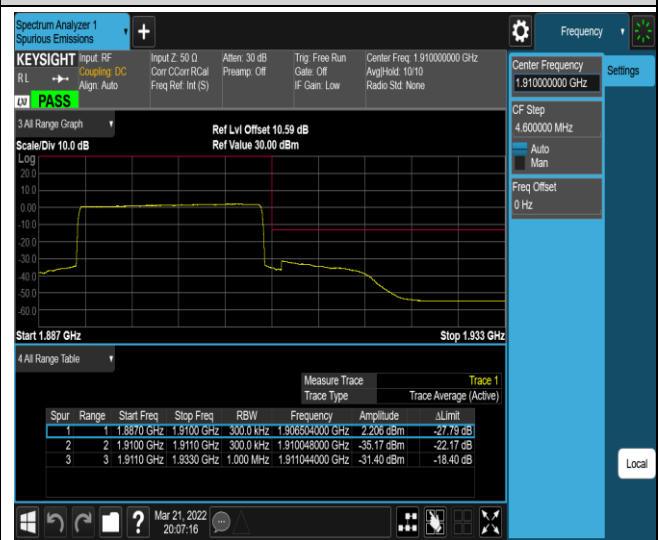 Spectrum Analyzer 1
Spurious Emissions
Frequency
KEYSIGHT
Input: RF
Coupling: DC
Align: Auto
Input Z: 50 Ω
Corr CCorr RCal
Freq Ref: Int (S)
Atten: 30 dB
Preamp: Off
Trig: Free Run
Gate: Off
IF Gain: Low
Center Freq: 1.910000000 GHz
Avg|Hold: 10/10
Radio Std: None
RL
LXI PASS
Center Frequency
1.910000000 GHz
Settings
CF Step
4.600000 MHz
Auto
Man
Freq Offset
0 Hz
3 All Range Graph
Ref Lvl Offset 10.59 dB
Scale/Div 10.0 dB
Ref Value 30.00 dBm
Log
20.0
10.0
0.00
-10.0
-20.0
-30.0
-40.0
-50.0
-60.0
Start 1.887 GHz
Stop 1.933 GHz
4 All Range Table
Measure Trace Trace 1
Trace Type Trace Average (Active)
Spur Range Start Freq Stop Freq RBW Frequency Amplitude ΔLimit
1 1 1.8870 GHz 1.9100 GHz 300.0 kHz 1.906504000 GHz 2.206 dBm -27.79 dB
2 2 1.9100 GHz 1.9110 GHz 300.0 kHz 1.910048000 GHz -35.17 dBm -22.17 dB
3 3 1.9110 GHz 1.9330 GHz 1.000 MHz 1.911044000 GHz -31.40 dBm -18.40 dB
Local
?
Mar 21, 2022
20:07:16